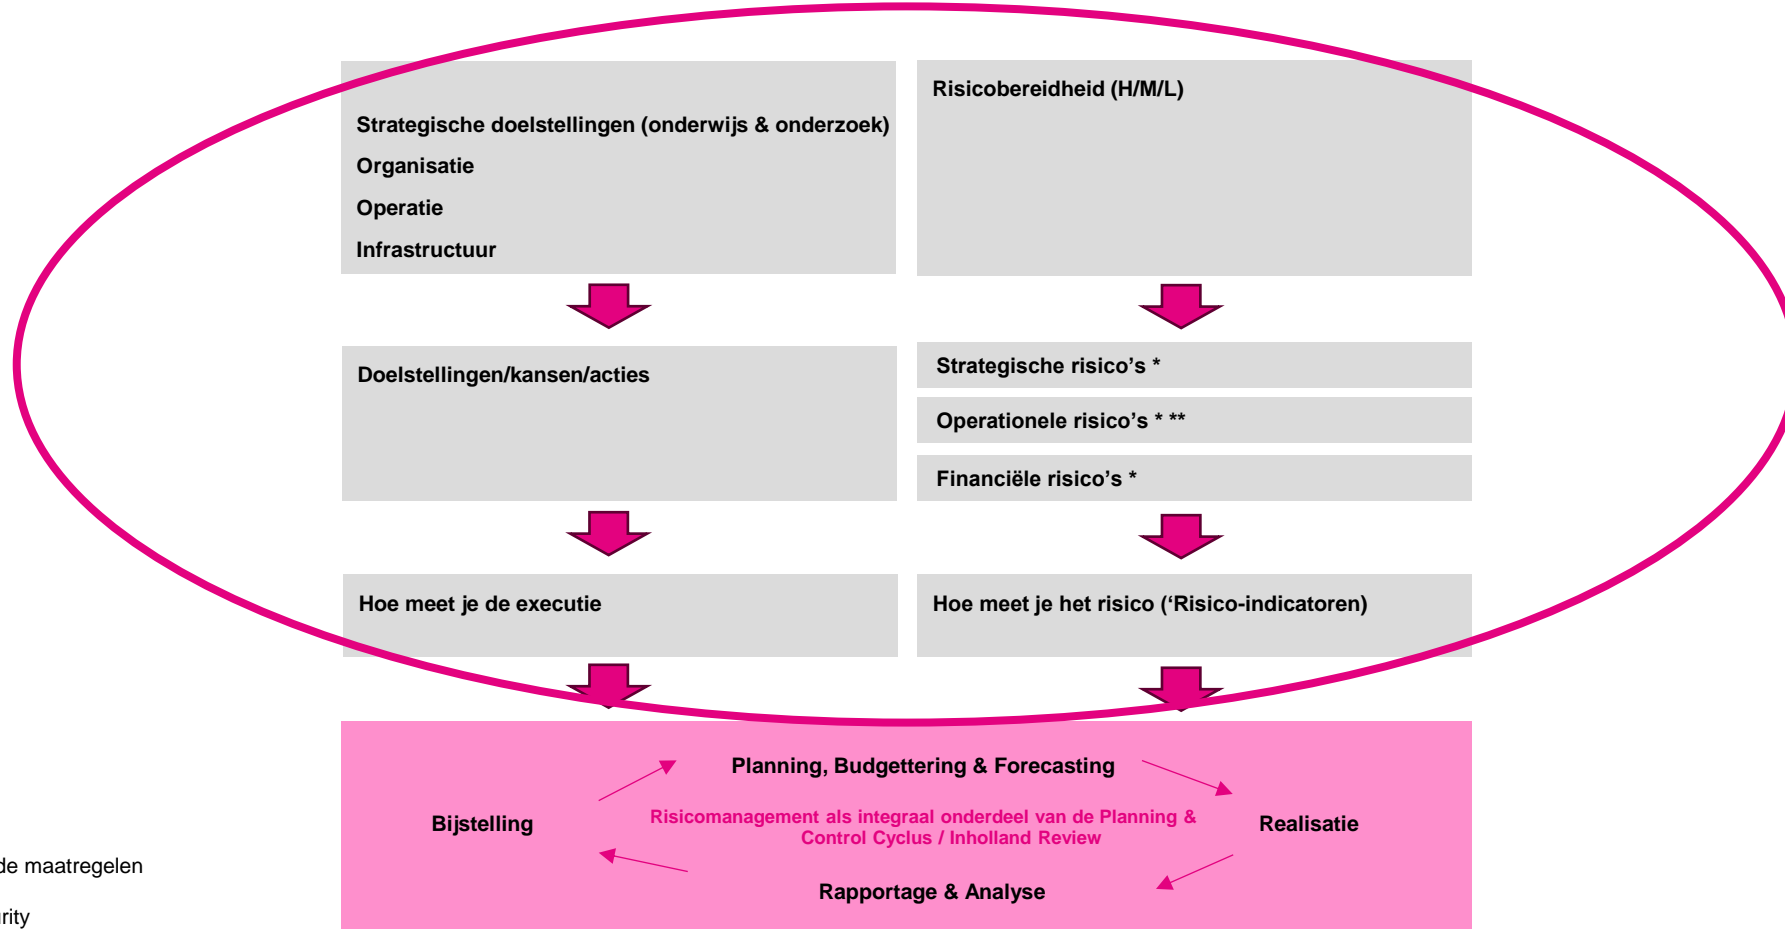 Strategische doelstellingen (onderwijs & onderzoek)
Organisatie
Operatie
Infrastructuur
Risicobereidheid (H/M/L)
Doelstellingen/kansen/acties
Strategische risico’s *
Operationele risico’s * **
Financiële risico’s *
Hoe meet je de executie
Hoe meet je het risico (‘Risico-indicatoren)
Planning, Budgettering & Forecasting
Bijstelling
Risicomanagement als integraal onderdeel van de Planning &
Control Cyclus / Inholland Review
Realisatie
Rapportage & Analyse
de maatregelen
rity